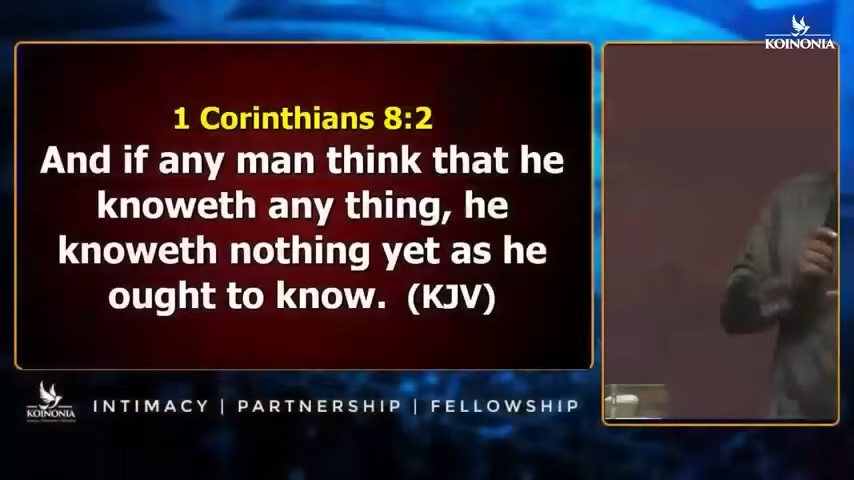 KOINONIA
1 Corinthians 8:2
And if any man think that he
knoweth any thing, he
knoweth nothing yet as he
ought to know. (KJV)
KOINONIA
INTIMACY | PARTNERSHIP | FELLOWSHIP